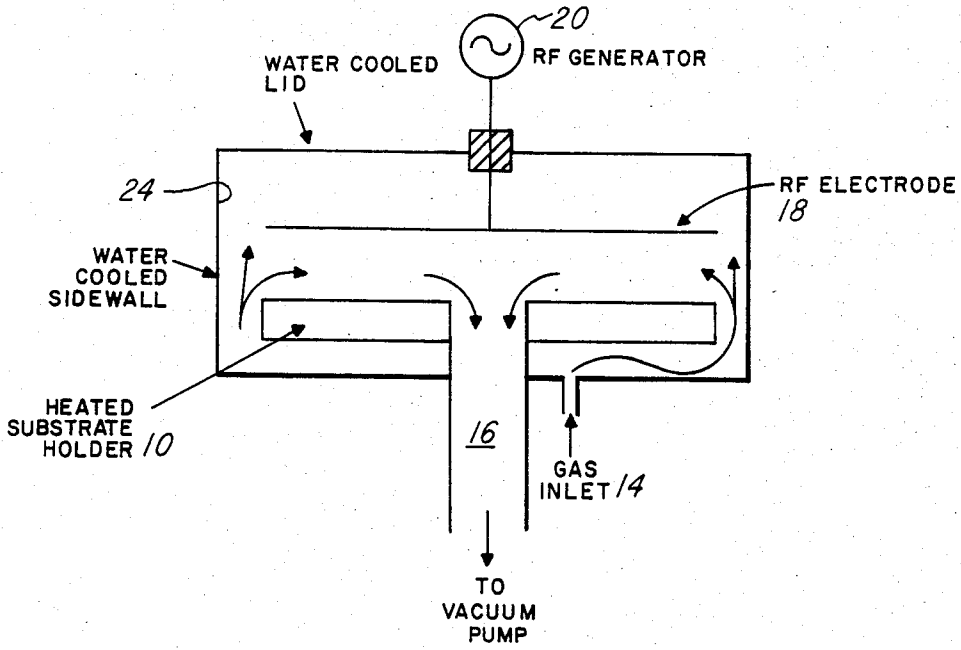 20
RF GENERATOR
WATER COOLED
LID
24
RF ELECTRODE
18
WATER
COOLED
SIDEWALL
HEATED
SUBSTRATE
HOLDER 10
16
GAS
INLET 14
TO
VACUUM
PUMP